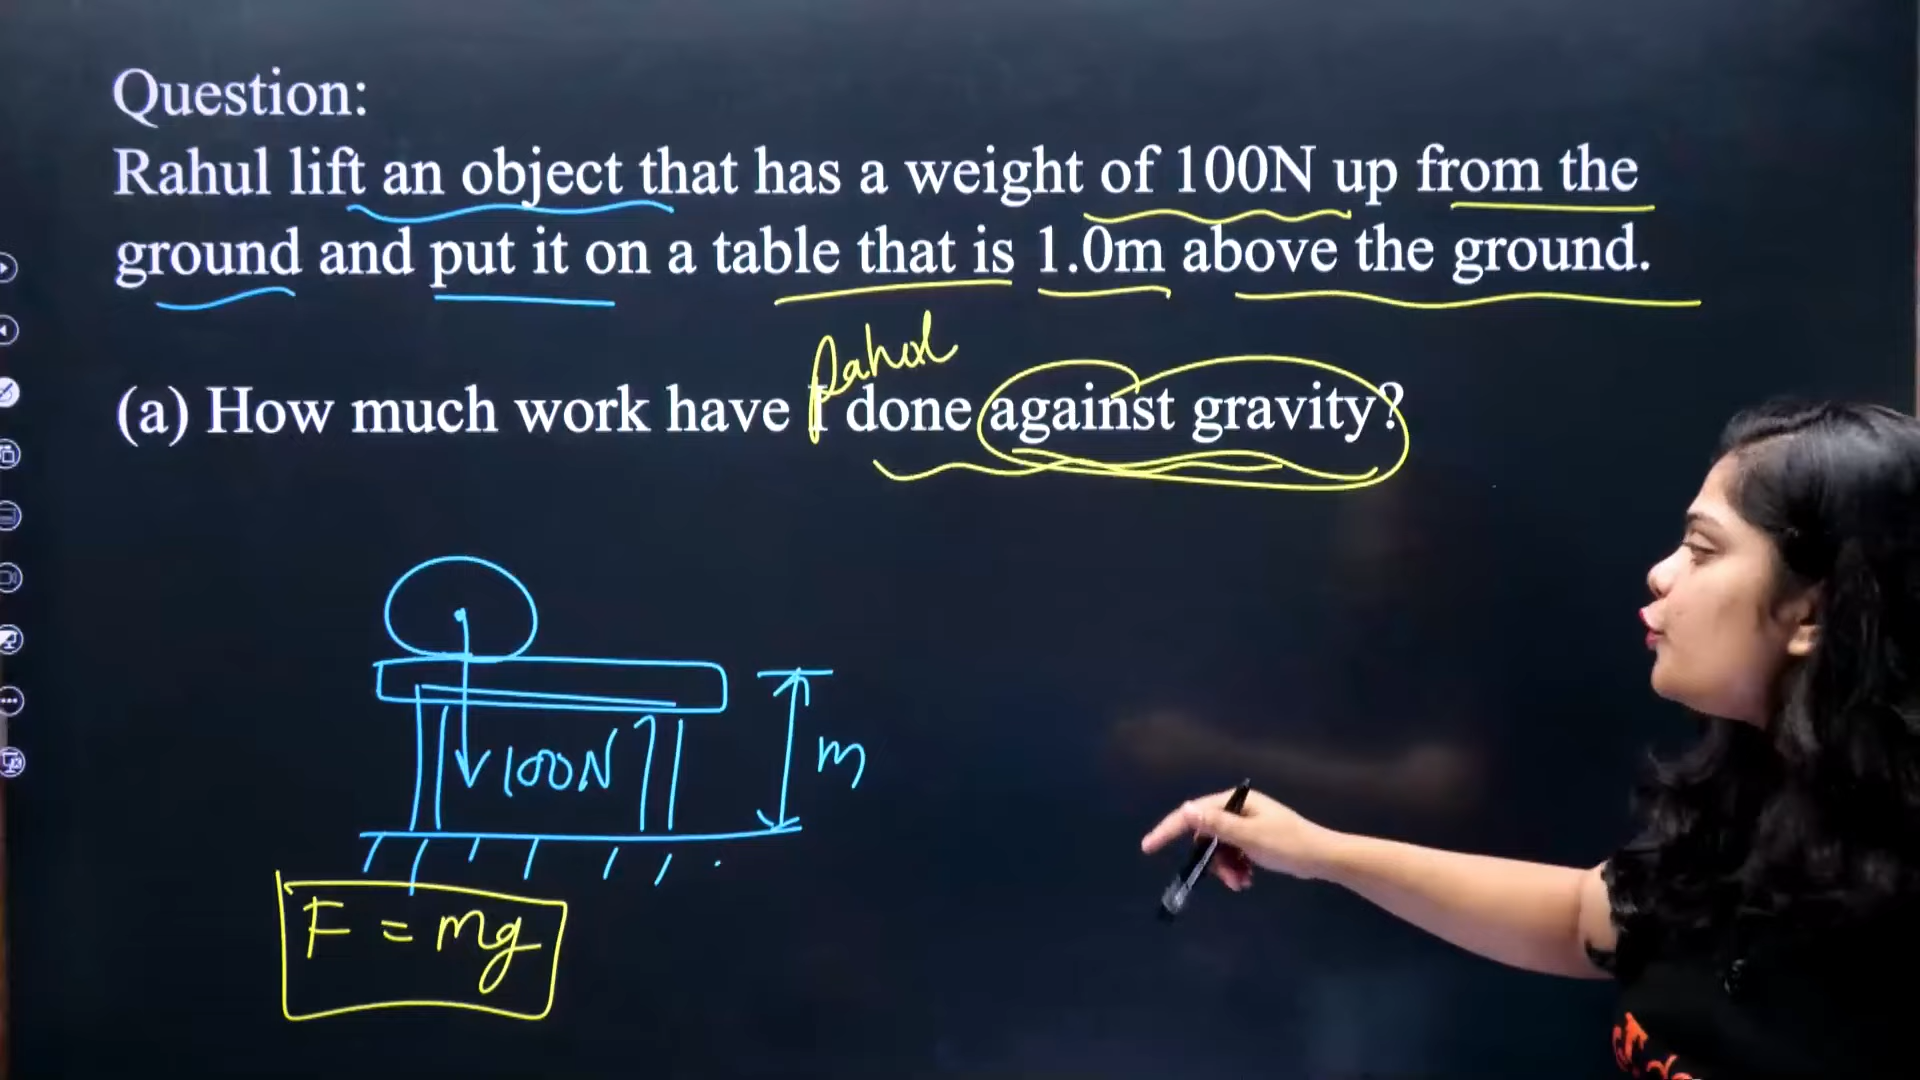 Question:
Rahul lift an object that has a weight of 100N up from the
ground and put it on a table that is 1.0m above the ground.
Rahul
(a) How much work have I done against gravity?
100N
m
F = mg